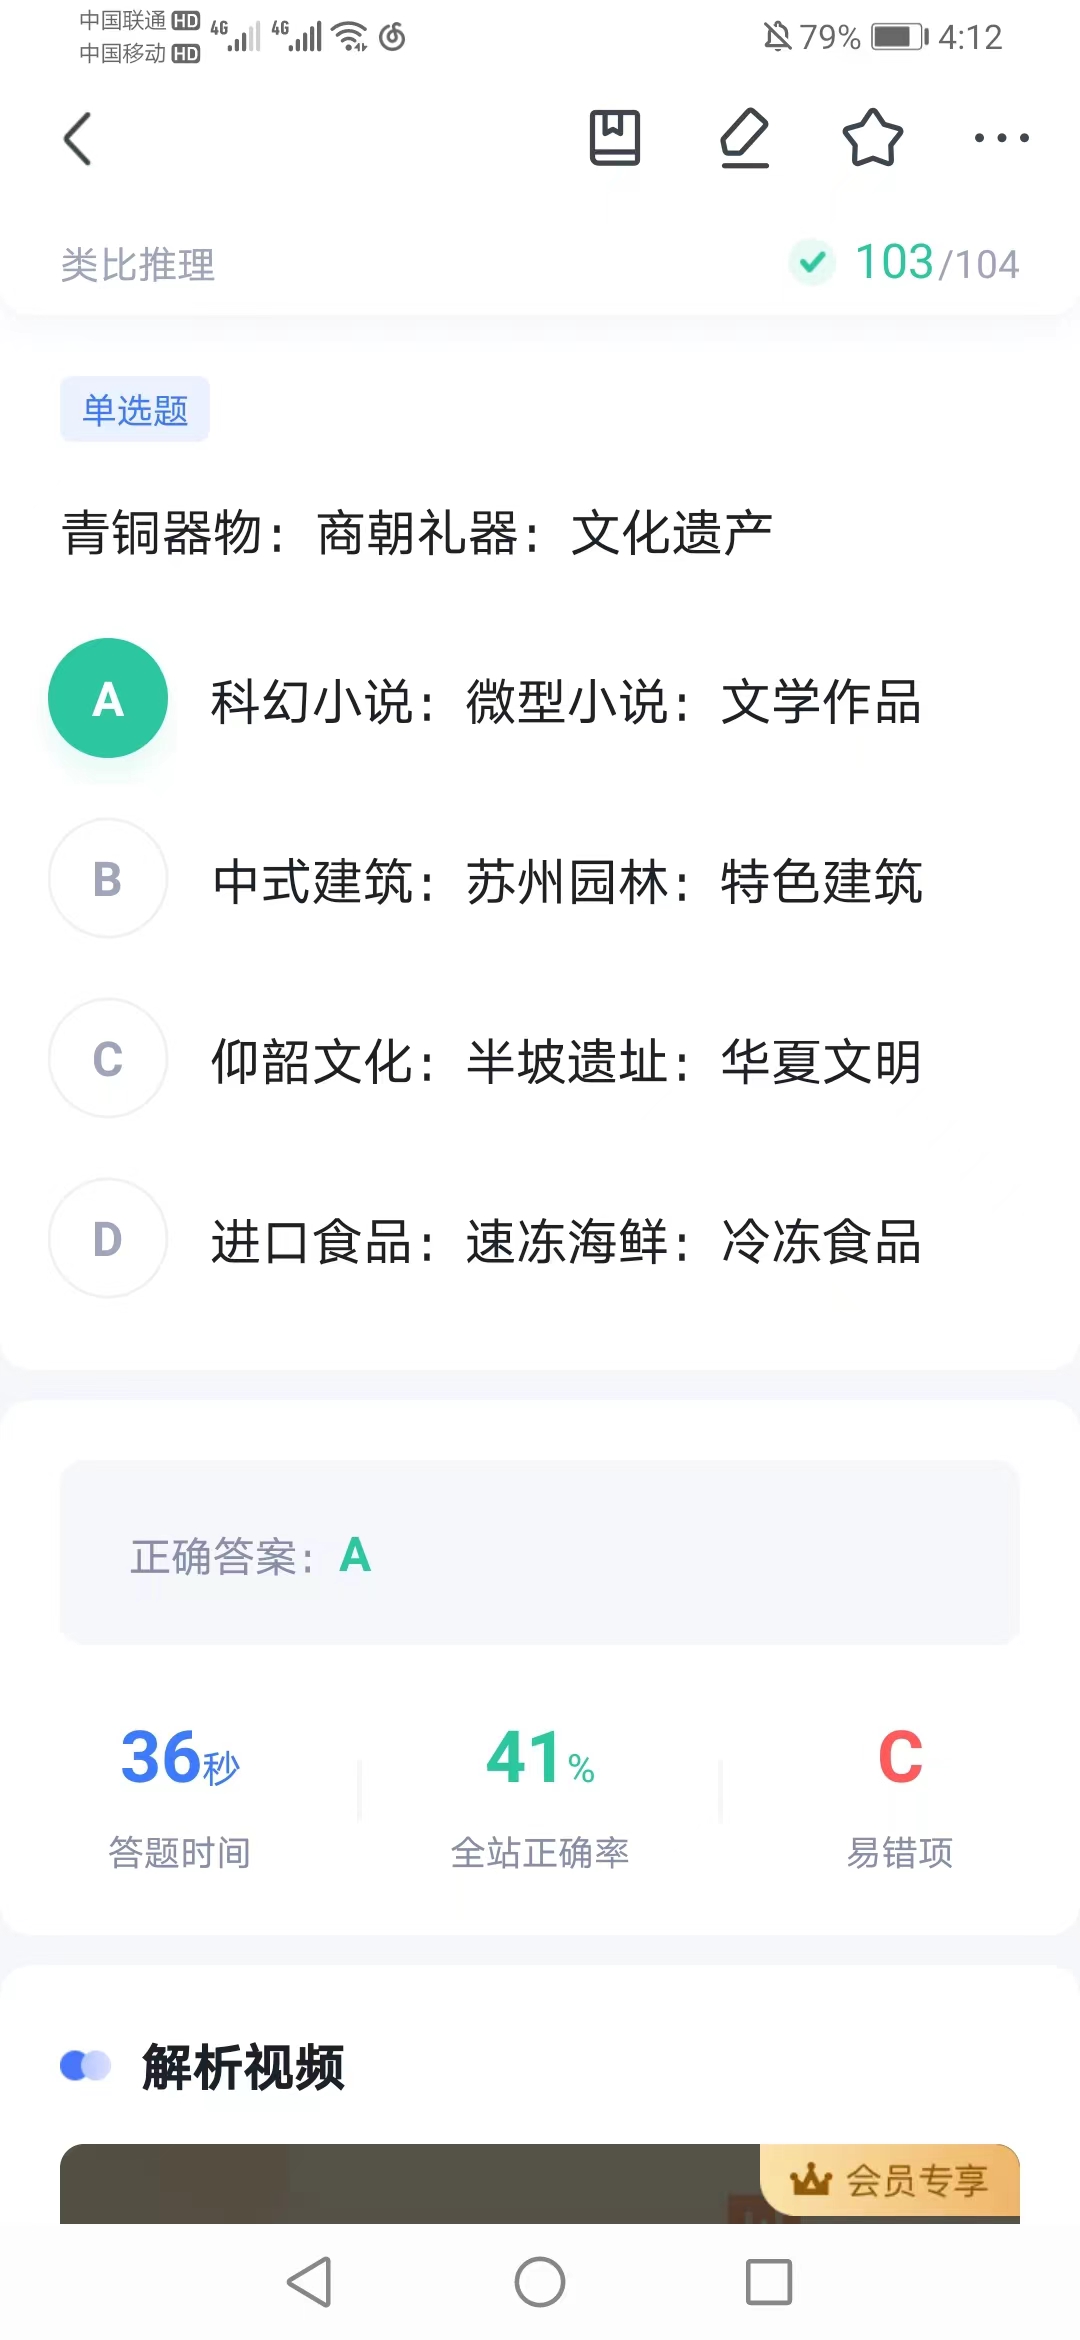 中国联通 HD 4G 4G 79% 4:12
中国移动 HD
类比推理 103/104
单选题
青铜器物：商朝礼器：文化遗产
A 科幻小说：微型小说：文学作品
B 中式建筑：苏州园林：特色建筑
C 仰韶文化：半坡遗址：华夏文明
D 进口食品：速冻海鲜：冷冻食品
正确答案：A
36秒 41% C
答题时间 全站正确率 易错项
解析视频
会员专享